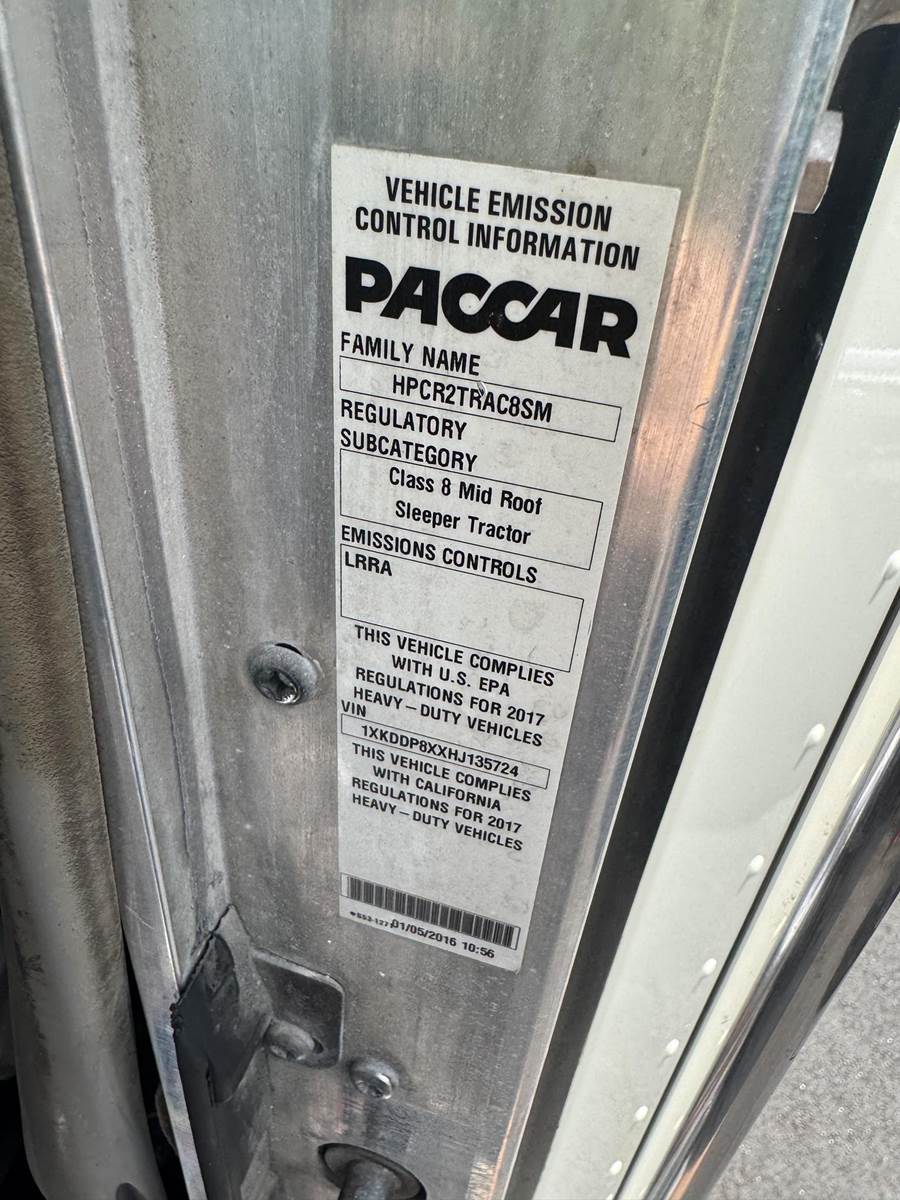 VEHICLE EMISSION
CONTROL INFORMATION
PACCAR
FAMILY NAME
HPCR2TRAC8SM
REGULATORY
SUBCATEGORY
Class 8 Mid Roof
Sleeper Tractor
EMISSIONS CONTROLS
LRRA
THIS VEHICLE COMPLIES
WITH U.S. EPA
REGULATIONS FOR 2017
HEAVY-DUTY VEHICLES
VIN
1XKDDP8XXHJ135724
THIS VEHICLE COMPLIES
WITH CALIFORNIA
REGULATIONS FOR 2017
HEAVY-DUTY VEHICLES
01/05/2016 10:56